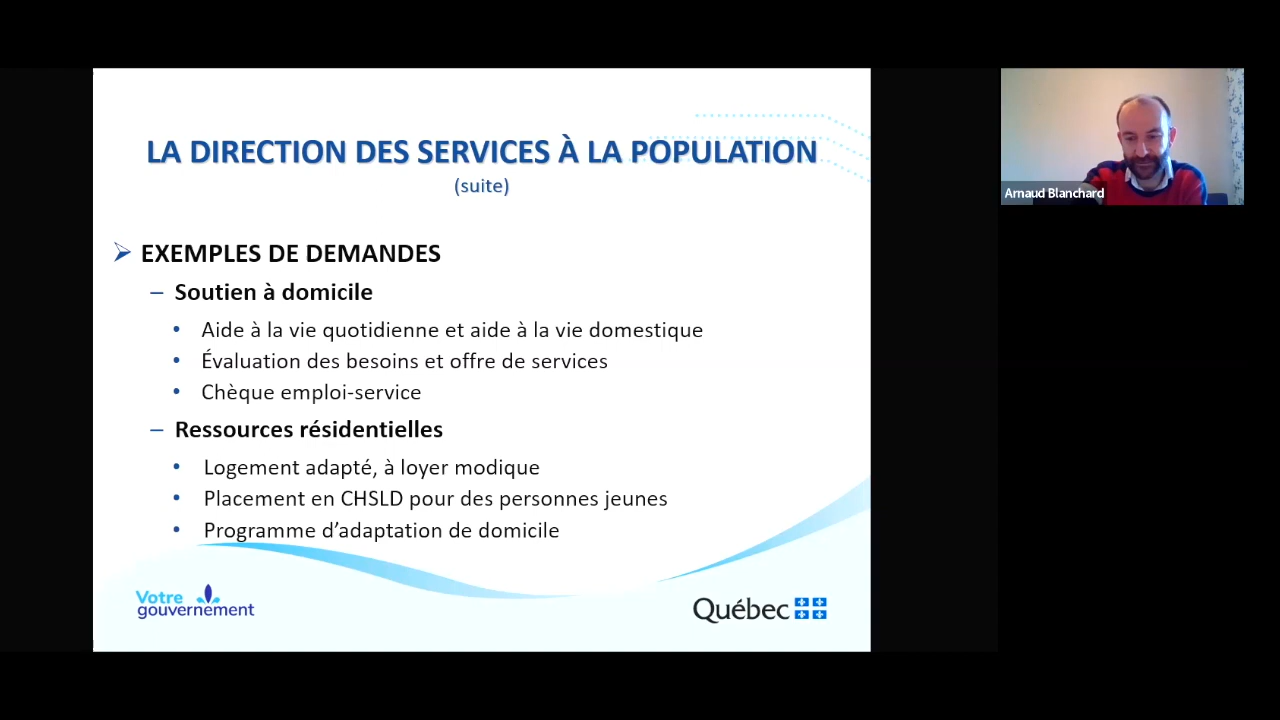 LA DIRECTION DES SERVICES À LA POPULATION
(suite)
➢ EXEMPLES DE DEMANDES
– Soutien à domicile
• Aide à la vie quotidienne et aide à la vie domestique
• Évaluation des besoins et offre de services
• Chèque emploi-service
– Ressources résidentielles
• Logement adapté, à loyer modique
• Placement en CHSLD pour des personnes jeunes
• Programme d’adaptation de domicile
Votre
gouvernement
Québec
Arnaud Blanchard